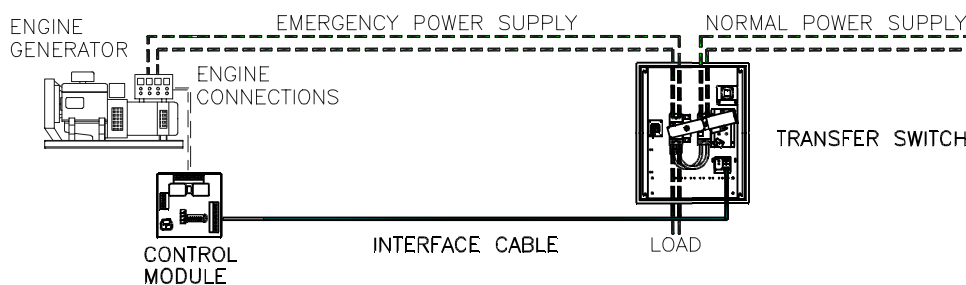 ENGINE
GENERATOR
EMERGENCY POWER SUPPLY
NORMAL POWER SUPPLY
ENGINE
CONNECTIONS
TRANSFER SWITCH
CONTROL
MODULE
INTERFACE CABLE
LOAD